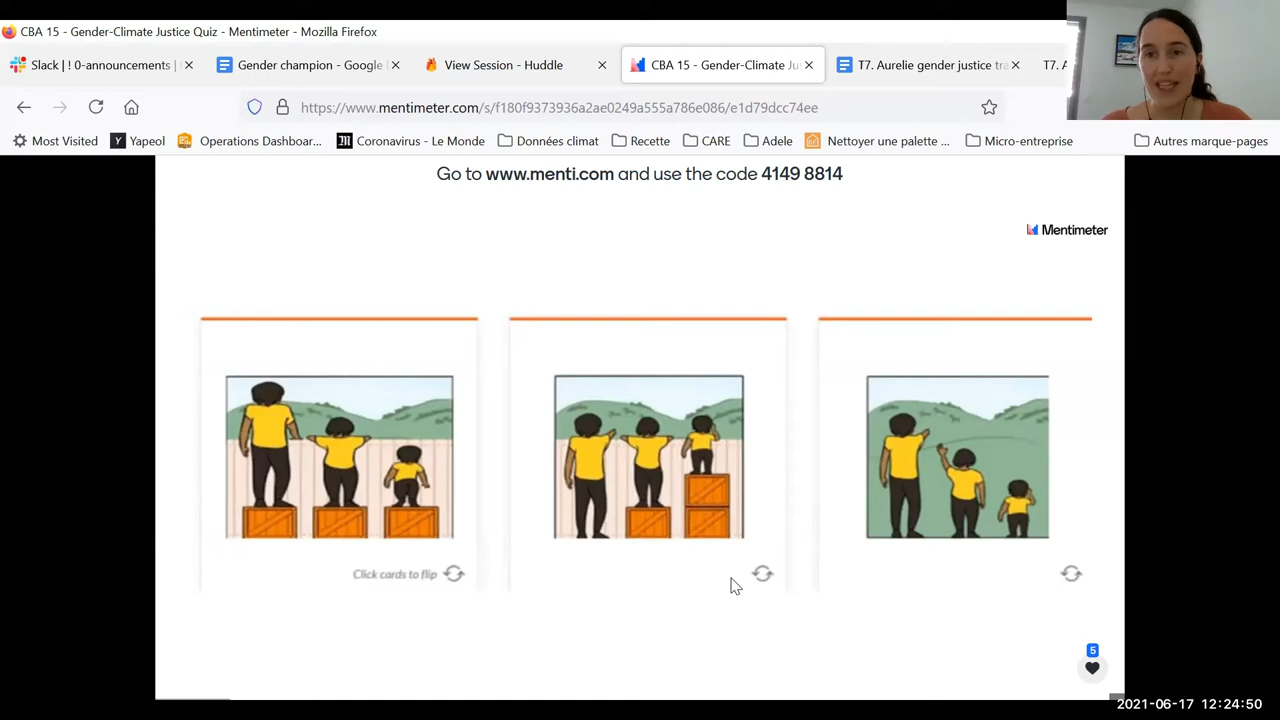 CBA 15 - Gender-Climate Justice Quiz - Mentimeter - Mozilla Firefox
Slack | ! 0-announcements |
Gender champion - Google
View Session - Huddle
CBA 15 - Gender-Climate Ju
T7. Aurelie gender justice tra
T7. A
https://www.mentimeter.com/s/f180f9373936a2ae0249a555a786e086/e1d79dcc74ee
Most Visited
Yapeol
Operations Dashboar...
Coronavirus - Le Monde
Données climat
Recette
CARE
Adele
Nettoyer une palette ...
Micro-entreprise
Autres marque-pages
Go to www.menti.com and use the code 4149 8814
Mentimeter
Click cards to flip
5
2021-06-17 12:24:50